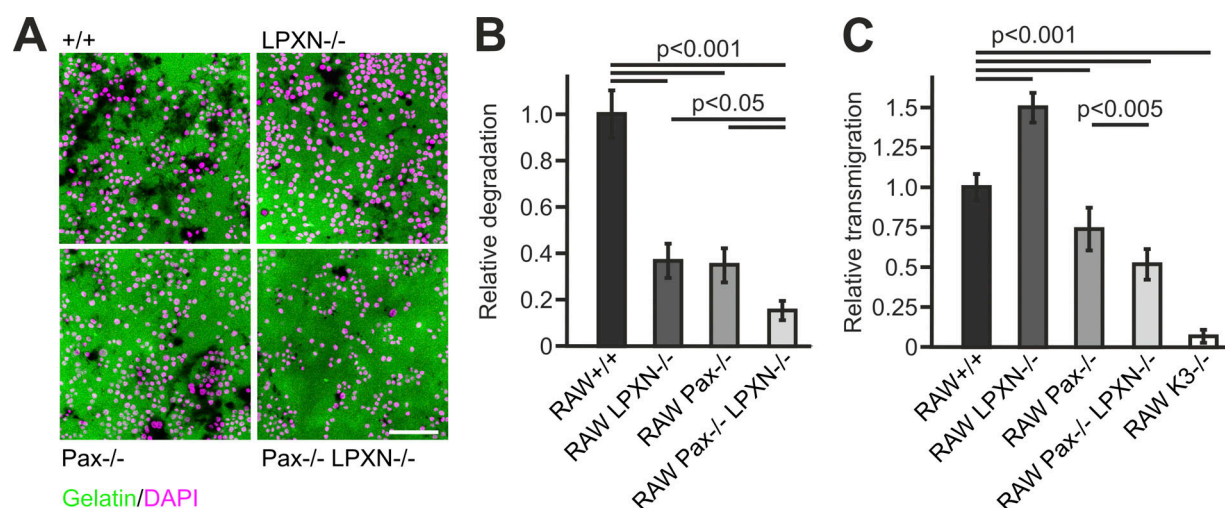 A
+/+
LPXN-/-
Pax-/-
Pax-/- LPXN-/-
Gelatin/DAPI
B
p<0.001
p<0.05
Relative degradation
1.0
0.8
0.6
0.4
0.2
0
RAW+/+
RAW LPXN-/-
RAW Pax-/-
RAW Pax-/- LPXN-/-
C
p<0.001
p<0.005
Relative transmigration
1.5
1.25
1.0
0.75
0.5
0.25
0
RAW+/+
RAW LPXN-/-
RAW Pax-/-
RAW Pax-/- LPXN-/-
RAW K3-/-